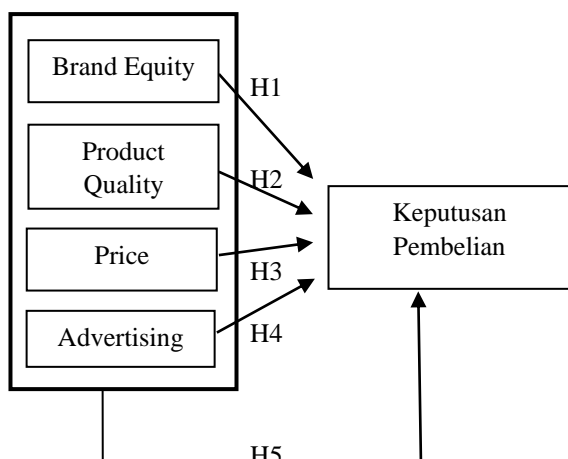 Brand Equity
H1
Product
Quality
H2
Keputusan
Pembelian
Price
H3
Advertising
H4
H5